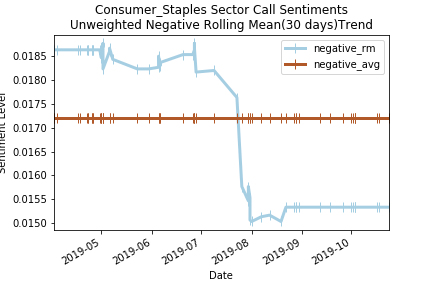 Consumer_Staples Sector Call Sentiments
Unweighted Negative Rolling Mean(30 days)Trend
negative_rm
negative_avg
0.0185
0.0180
0.0175
0.0170
0.0165
0.0160
0.0155
0.0150
Sentiment Level
2019-05
2019-06
2019-07
2019-08
2019-09
2019-10
Date